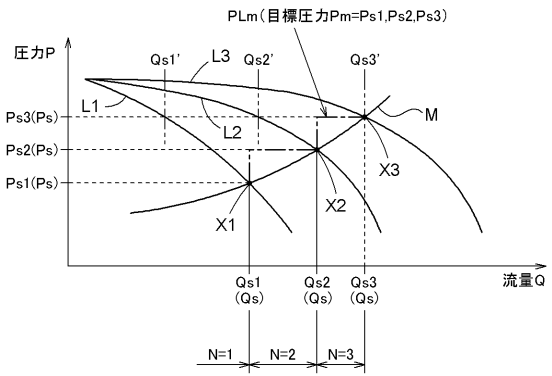 PLm(目標圧力Pm=Ps1,Ps2,Ps3)
圧力P
Qs1' L3 Qs2' Qs3'
L1
L2
M
Ps3(Ps)
Ps2(Ps)
Ps1(Ps)
X3
X2
X1
Qs1 Qs2 Qs3
(Qs) (Qs) (Qs)
流量Q
N=1 N=2 N=3